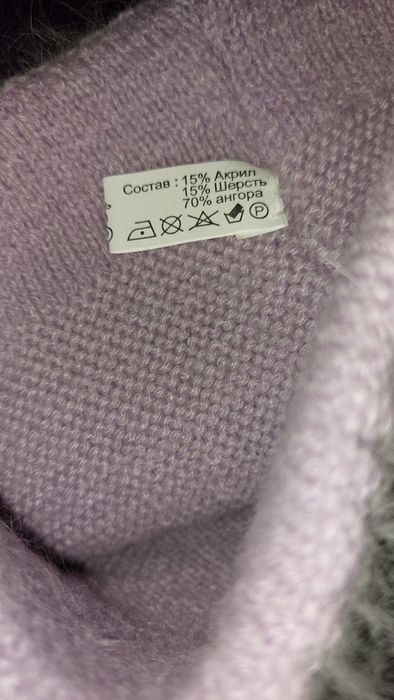 Состав : 15% Акрил
15% Шерсть
70% ангора
P